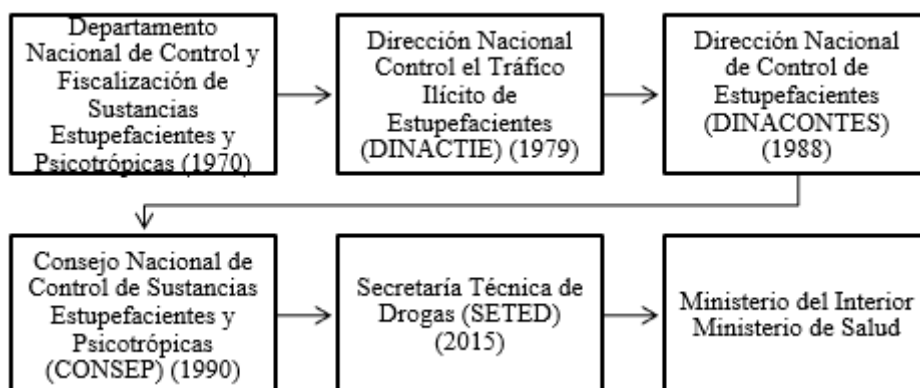 Departamento
Nacional de Control y
Fiscalización de
Sustancias
Estupefacientes y
Psicotrópicas (1970)
Dirección Nacional
Control el Tráfico
Ilícito de
Estupefacientes
(DINACTIE) (1979)
Dirección Nacional
de Control de
Estupefacientes
(DINACONTES)
(1988)
Consejo Nacional de
Control de Sustancias
Estupefacientes y
Psicotrópicas
(CONSEP) (1990)
Secretaría Técnica de
Drogas (SETED)
(2015)
Ministerio del Interior
Ministerio de Salud